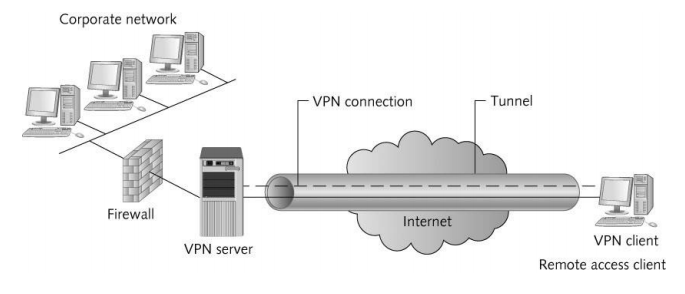 Corporate network
VPN connection
Tunnel
Firewall
Internet
VPN server
VPN client
Remote access client